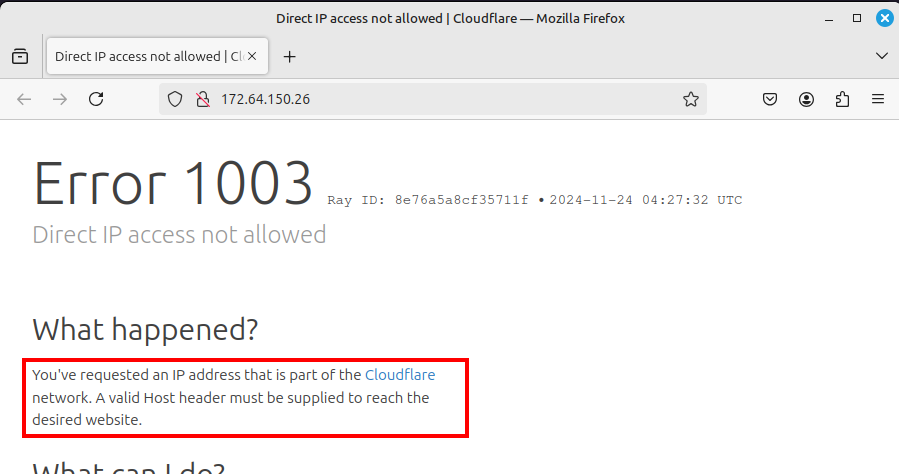 Direct IP access not allowed | Cloudflare — Mozilla Firefox
Direct IP access not allowed | Cl
172.64.150.26
Error 1003 Ray ID: 8e76a5a8cf35711f • 2024-11-24 04:27:32 UTC
Direct IP access not allowed
What happened?
You've requested an IP address that is part of the Cloudflare
network. A valid Host header must be supplied to reach the
desired website.
What can I do?